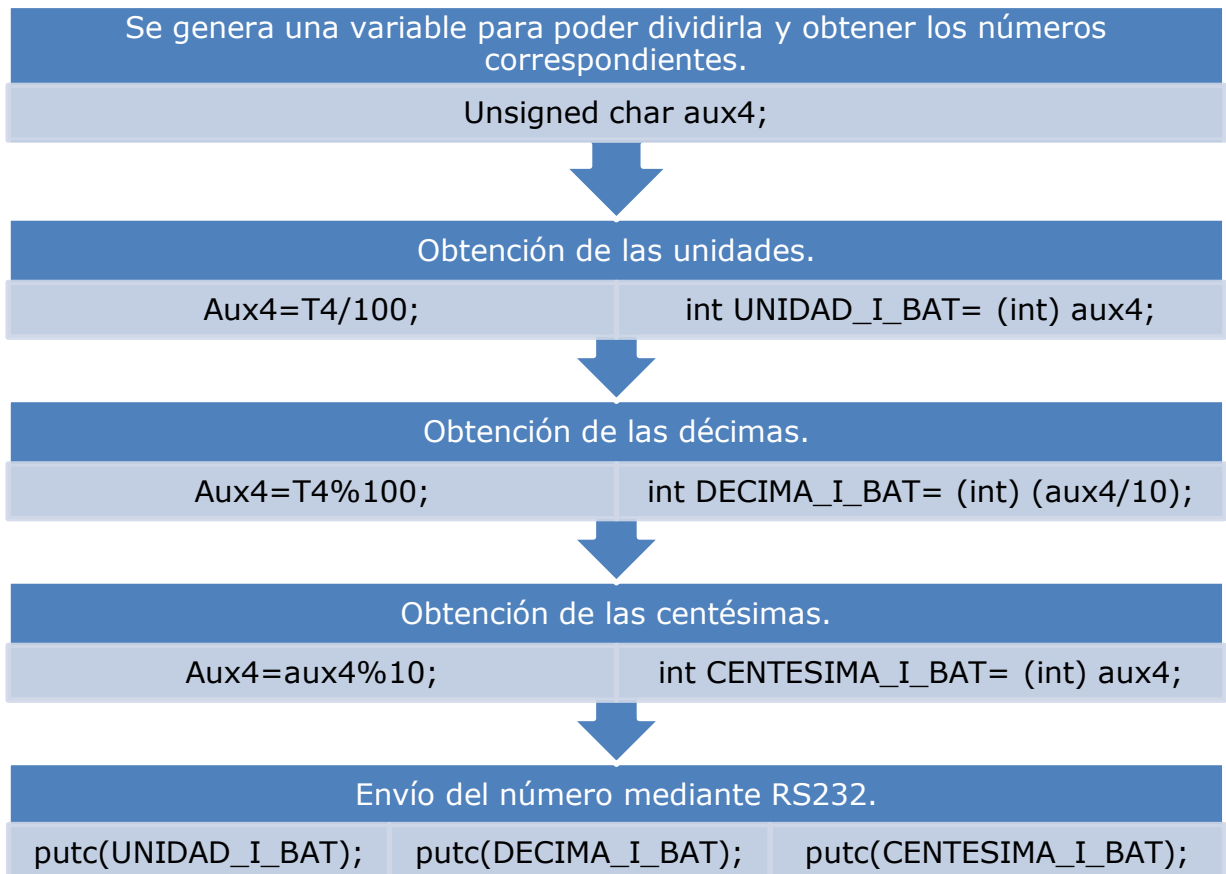 Se genera una variable para poder dividirla y obtener los números
correspondientes.
Unsigned char aux4;
Obtención de las unidades.
Aux4=T4/100;
int UNIDAD_I_BAT= (int) aux4;
Obtención de las décimas.
Aux4=T4%100;
int DECIMA_I_BAT= (int) (aux4/10);
Obtención de las centésimas.
Aux4=aux4%10;
int CENTESIMA_I_BAT= (int) aux4;
Envío del número mediante RS232.
putc(UNIDAD_I_BAT);
putc(DECIMA_I_BAT);
putc(CENTESIMA_I_BAT);